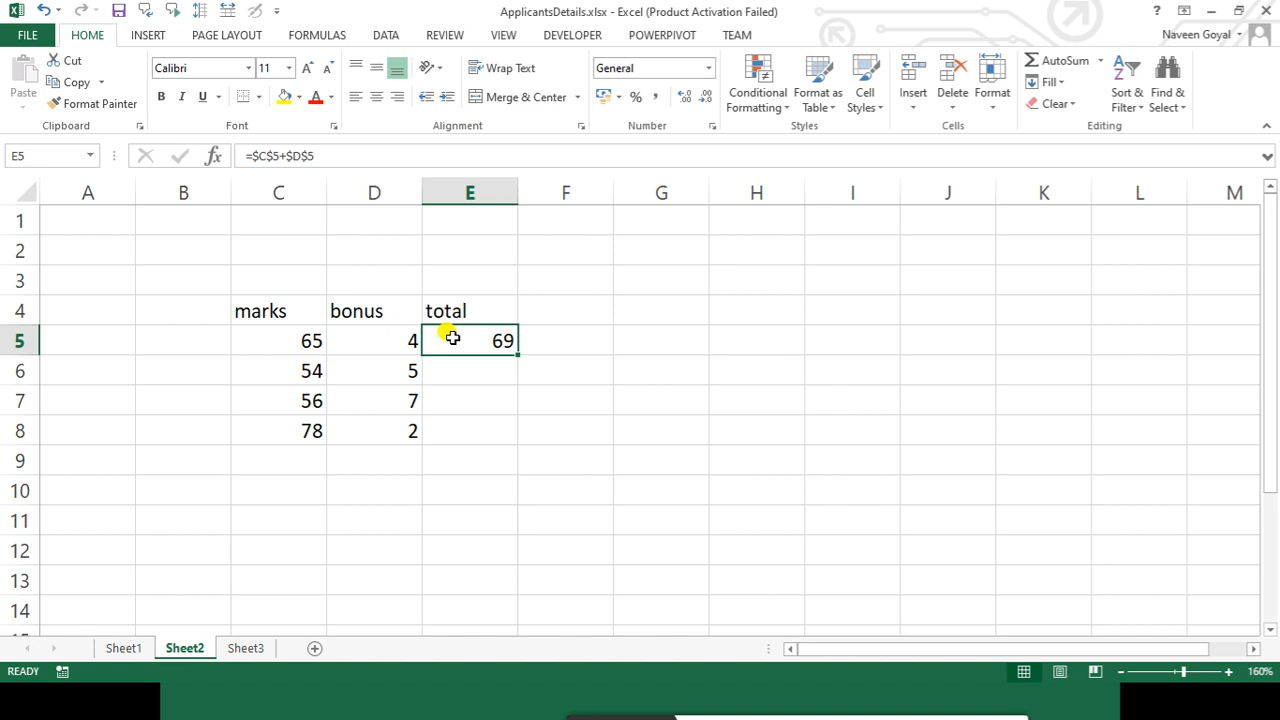 ApplicantsDetails.xlsx - Excel (Product Activation Failed)
FILE HOME INSERT PAGE LAYOUT FORMULAS DATA REVIEW VIEW DEVELOPER POWERPIVOT TEAM Naveen Goyal
Paste Cut Copy Format Painter Clipboard
Calibri 11 B I U A Font
Wrap Text Merge & Center Alignment
General % , Number
Conditional Formatting Format as Table Cell Styles Styles
Insert Delete Format Cells
AutoSum Fill Clear Sort & Filter Find & Select Editing
E5 fx =$C$5+$D$5
A B C D E F G H I J K L M
1
2
3
4 marks bonus total
5 65 4 69
6 54 5
7 56 7
8 78 2
9
10
11
12
13
14
Sheet1 Sheet2 Sheet3
READY 160%